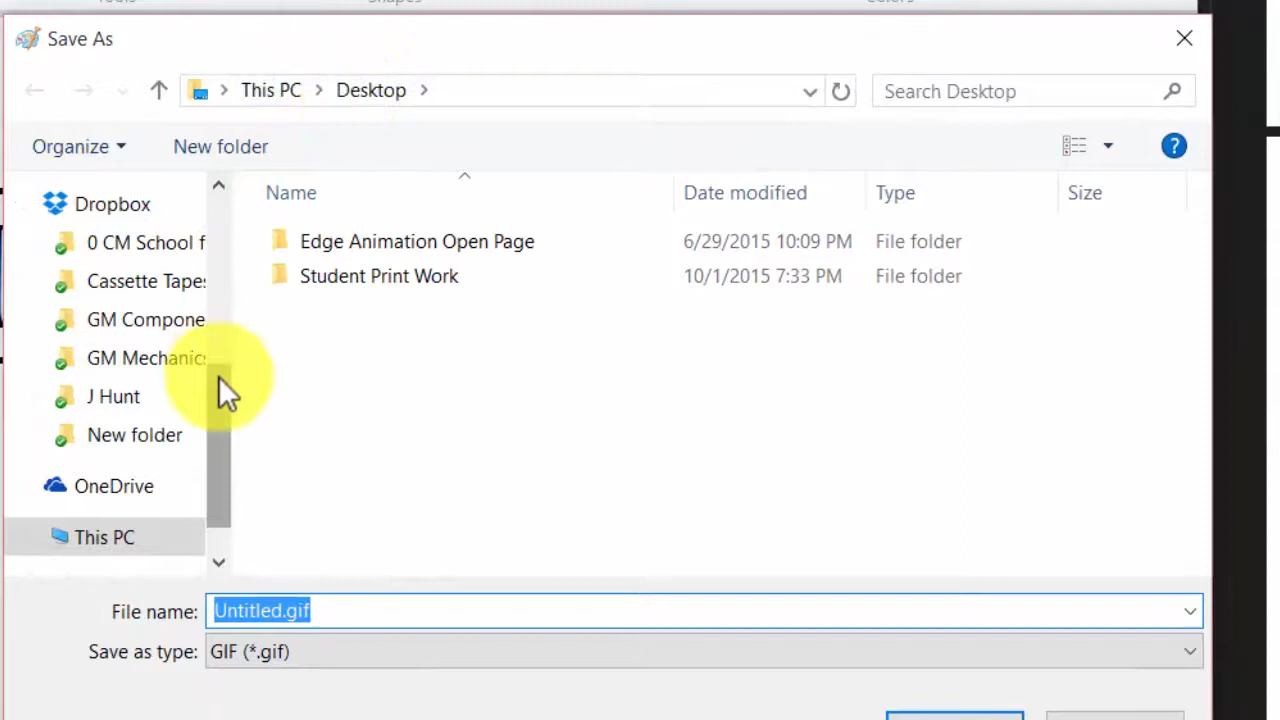 Tools Shapes Colors
Save As
This PC Desktop
Search Desktop
Organize New folder
?
Name Date modified Type Size
Dropbox
0 CM School f
Edge Animation Open Page 6/29/2015 10:09 PM File folder
Cassette Tapes
Student Print Work 10/1/2015 7:33 PM File folder
GM Compone
GM Mechanics
J Hunt
New folder
OneDrive
This PC
File name: Untitled.gif
Save as type: GIF (*.gif)